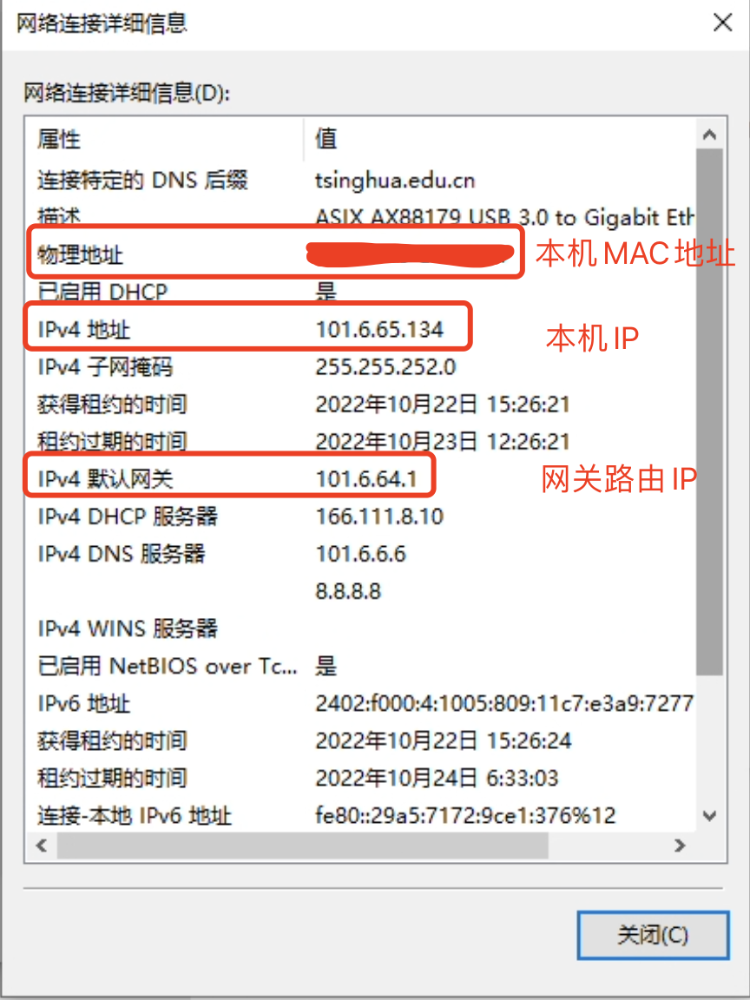 网络连接详细信息
网络连接详细信息(D):
属性 值
连接特定的 DNS 后缀 tsinghua.edu.cn
描述 ASIX AX88179 USB 3.0 to Gigabit Eth
物理地址 本机MAC地址
已启用 DHCP 是
IPv4 地址 101.6.65.134 本机IP
IPv4 子网掩码 255.255.252.0
获得租约的时间 2022年10月22日 15:26:21
租约过期的时间 2022年10月23日 12:26:21
IPv4 默认网关 101.6.64.1 网关路由IP
IPv4 DHCP 服务器 166.111.8.10
IPv4 DNS 服务器 101.6.6.6
8.8.8.8
IPv4 WINS 服务器
已启用 NetBIOS over Tc... 是
IPv6 地址 2402:f000:4:1005:809:11c7:e3a9:7277
获得租约的时间 2022年10月22日 15:26:24
租约过期的时间 2022年10月24日 6:33:03
连接-本地 IPv6 地址 fe80::29a5:7172:9ce1:376%12
关闭(C)